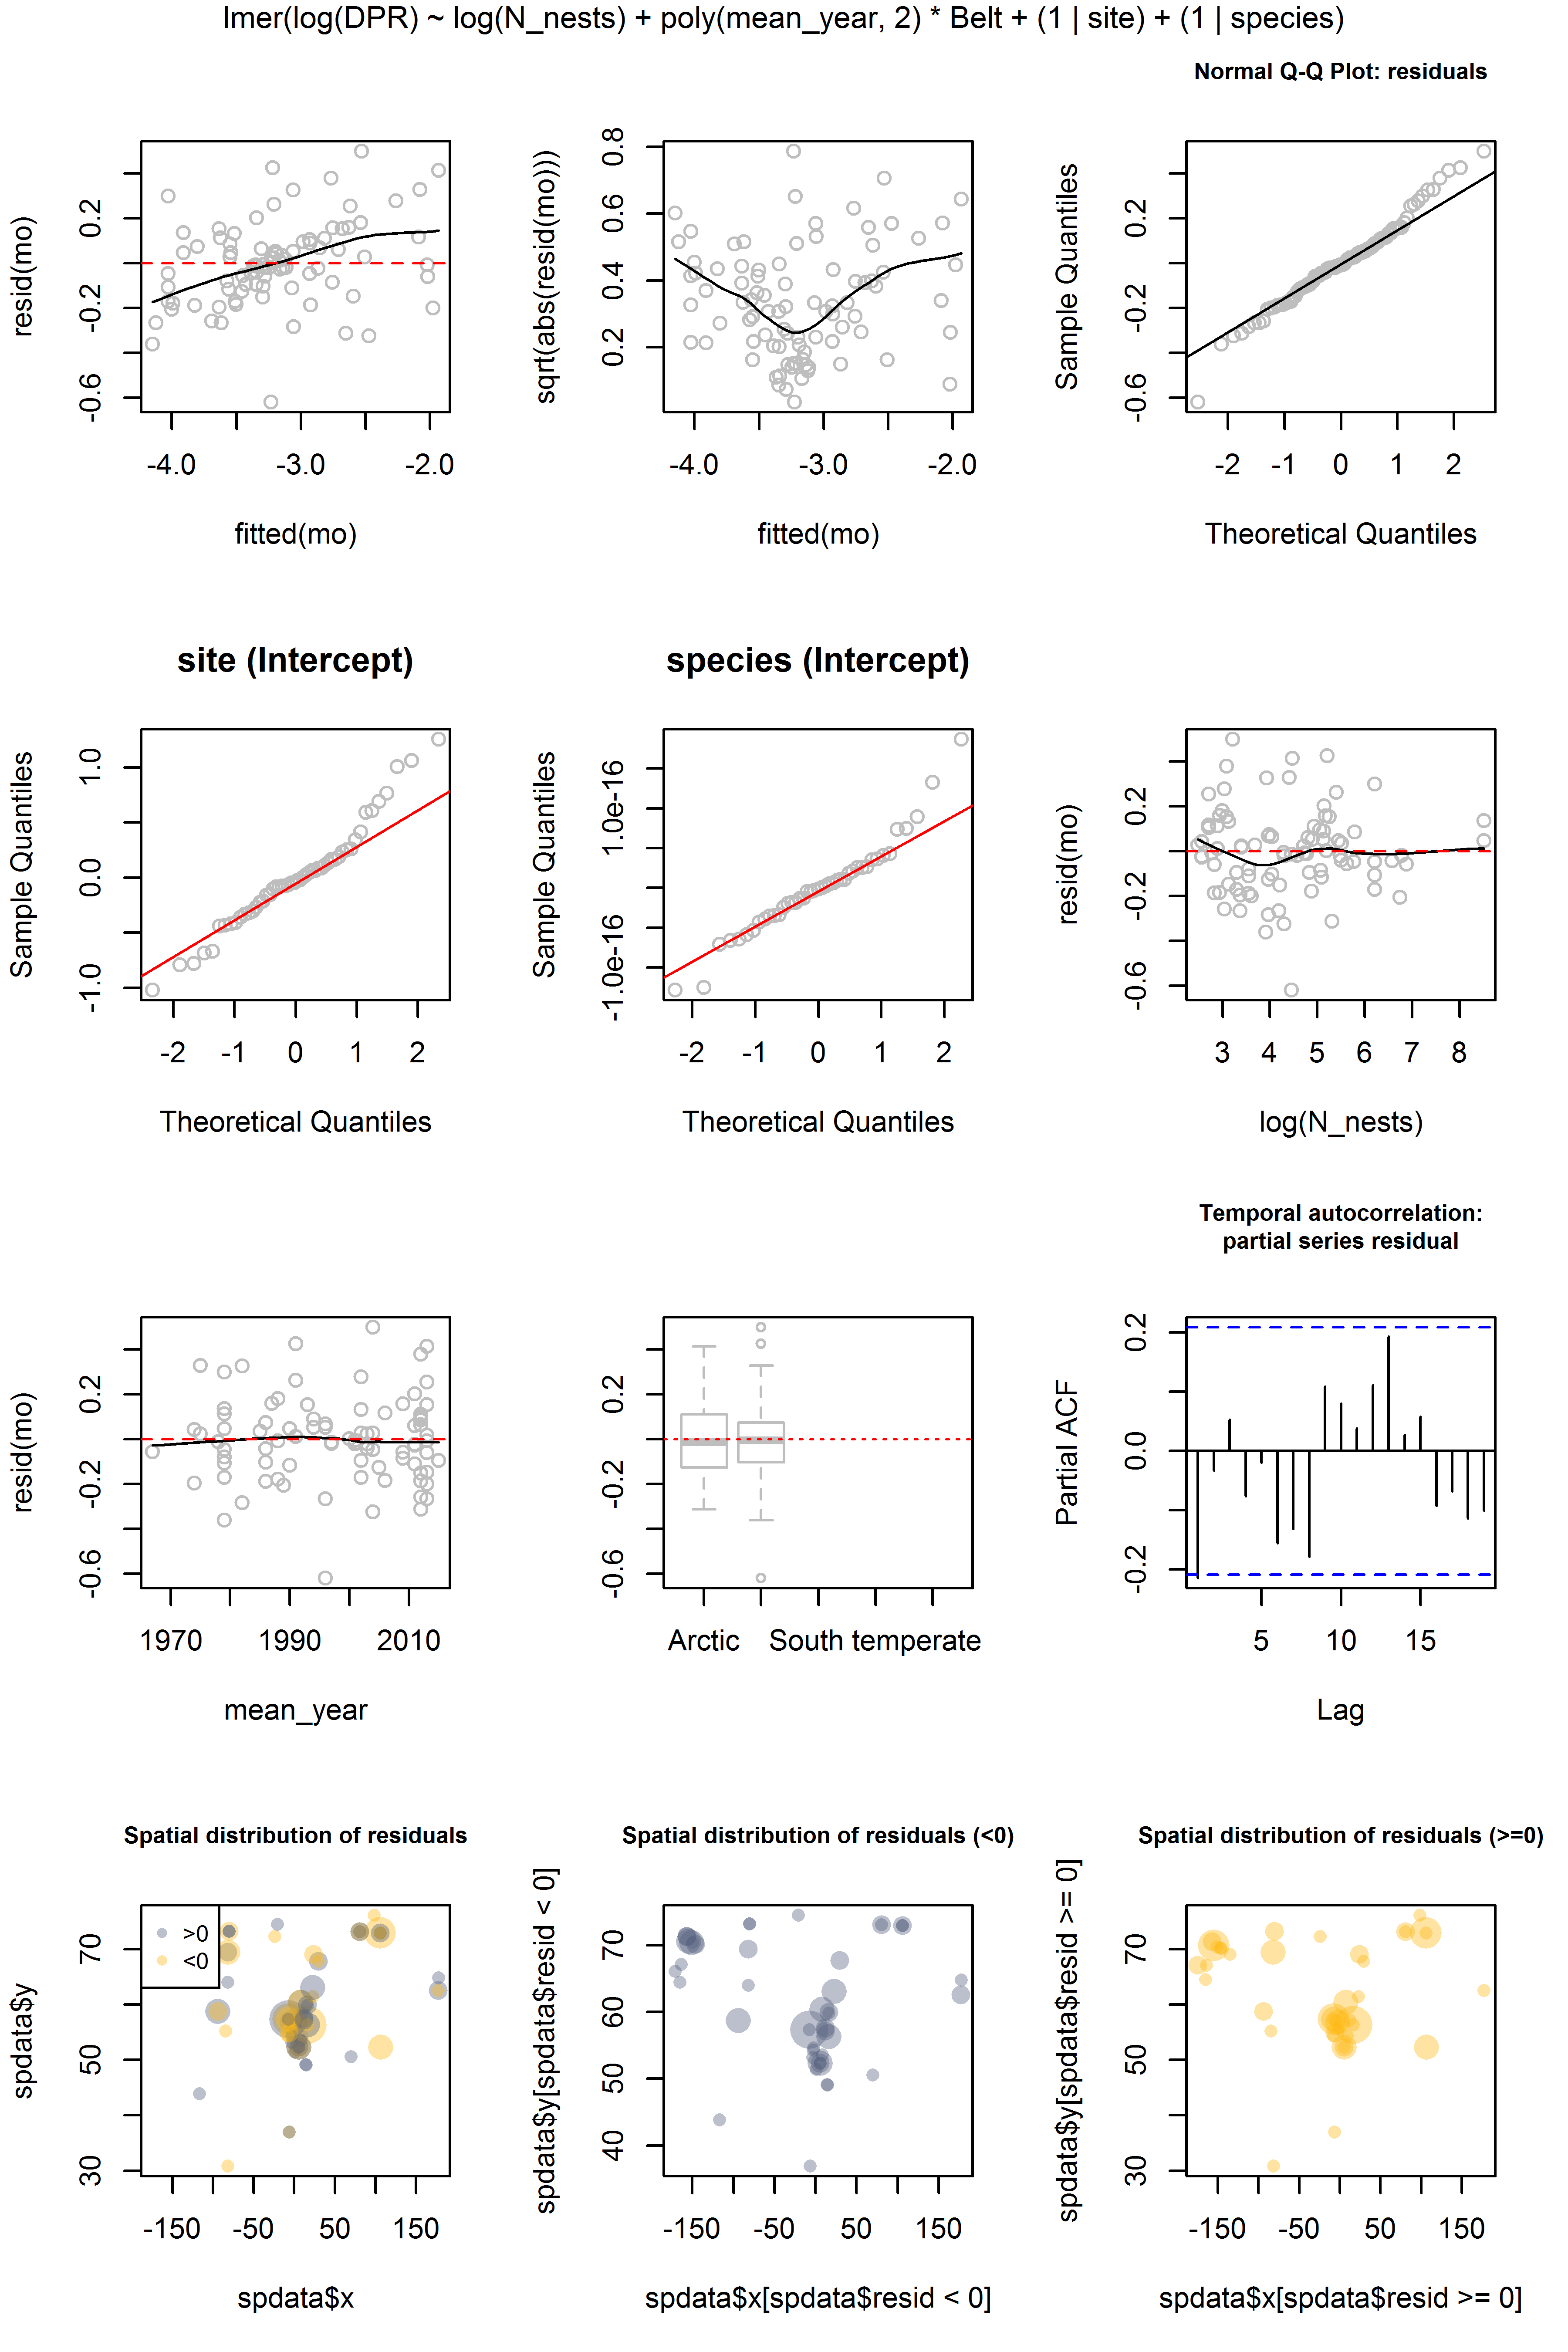 lmer(log(DPR) ~ log(N_nests) + poly(mean_year, 2) * Belt + (1 | site) + (1 | species)
Normal Q-Q Plot: residuals
resid(mo)
-0.6 -0.2 0.2
-4.0 -3.0 -2.0
fitted(mo)
sqrt(abs(resid(mo)))
0.2 0.4 0.6 0.8
-4.0 -3.0 -2.0
fitted(mo)
Sample Quantiles
-0.6 -0.2 0.2
-2 -1 0 1 2
Theoretical Quantiles
site (Intercept)
Sample Quantiles
-1.0 0.0 1.0
-2 -1 0 1 2
Theoretical Quantiles
species (Intercept)
Sample Quantiles
-1.0e-16 1.0e-16
-2 -1 0 1 2
Theoretical Quantiles
resid(mo)
-0.6 -0.2 0.2
3 4 5 6 7 8
log(N_nests)
resid(mo)
-0.6 -0.2 0.2
1970 1990 2010
mean_year
-0.6 -0.2 0.2
Arctic South temperate
Temporal autocorrelation:
partial series residual
Partial ACF
-0.2 0.0 0.2
5 10 15
Lag
Spatial distribution of residuals
>0
<0
spdata$y
30 50 70
-150 -50 50 150
spdata$x
Spatial distribution of residuals (<0)
spdata$y[spdata$resid < 0]
40 50 60 70
-150 -50 50 150
spdata$x[spdata$resid < 0]
Spatial distribution of residuals (>=0)
spdata$y[spdata$resid >= 0]
30 50 70
-150 -50 50 150
spdata$x[spdata$resid >= 0]